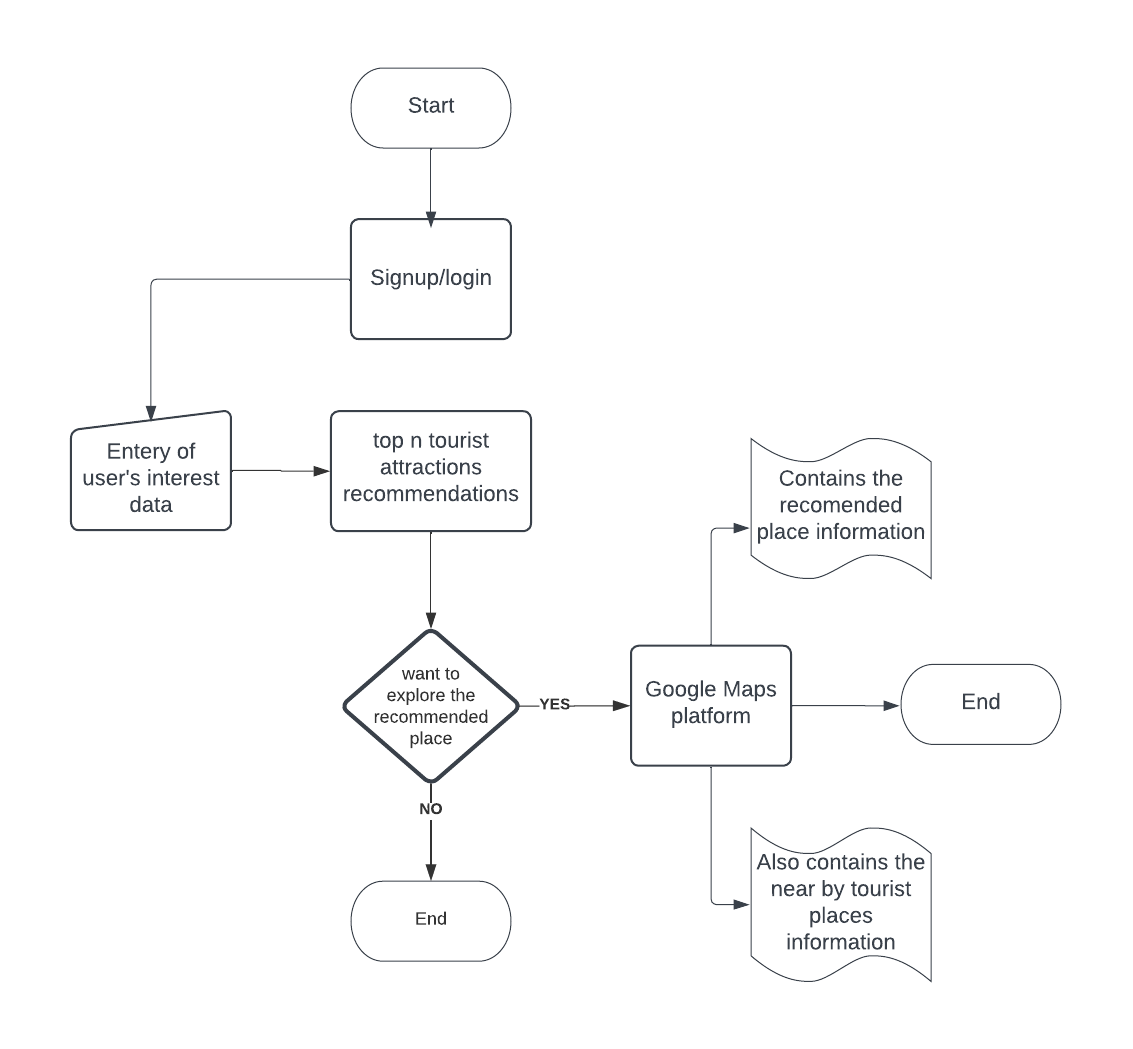 Start
Signup/login
Entery of
user's interest
data
top n tourist
attractions
recommendations
want to
explore the
recommended
place
YES
NO
End
Google Maps
platform
Contains the
recomended
place information
End
Also contains the
near by tourist
places
information